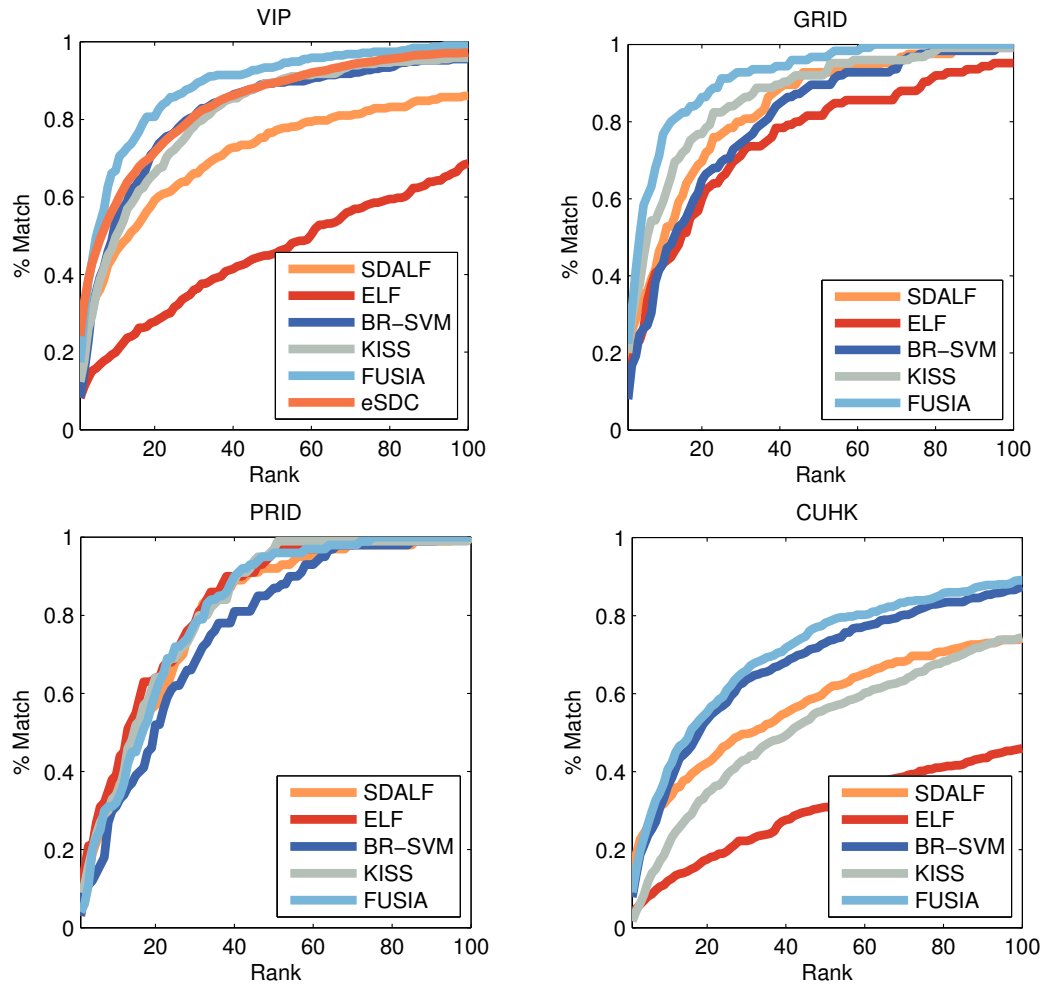 VIP
% Match
1
0.8
0.6
0.4
0.2
0
20
40
60
80
100
Rank
SDALF
ELF
BR−SVM
KISS
FUSIA
eSDC
GRID
% Match
1
0.8
0.6
0.4
0.2
0
20
40
60
80
100
Rank
SDALF
ELF
BR−SVM
KISS
FUSIA
PRID
% Match
1
0.8
0.6
0.4
0.2
0
20
40
60
80
100
Rank
SDALF
ELF
BR−SVM
KISS
FUSIA
CUHK
% Match
1
0.8
0.6
0.4
0.2
0
20
40
60
80
100
Rank
SDALF
ELF
BR−SVM
KISS
FUSIA